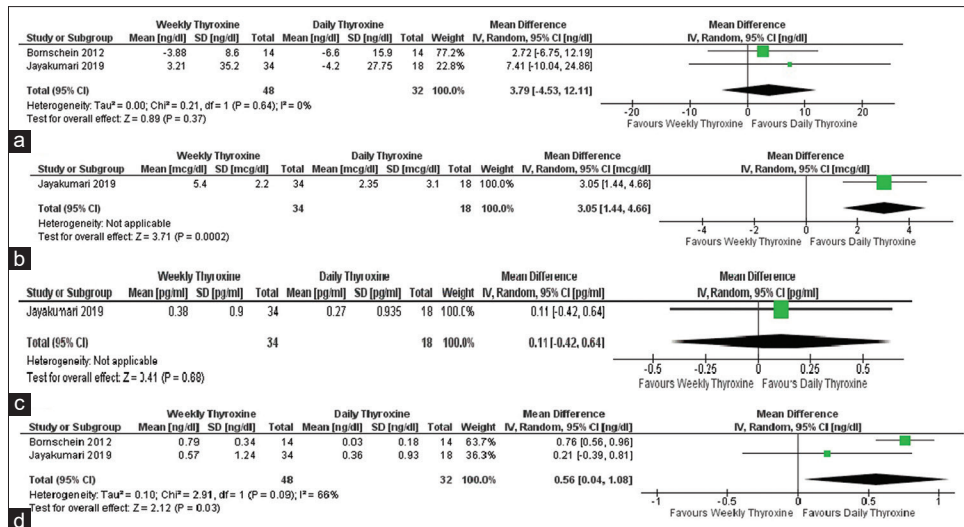 Weekly Thyroxine Daily Thyroxine Mean Difference Mean Difference
Study or Subgroup Mean [ng/dl] SD [ng/dl] Total Mean [ng/dl] SD [ng/dl] Total Weight IV, Random, 95% CI [ng/dl] IV, Random, 95% CI [ng/dl]
Bornschein 2012 -3.88 8.6 14 -6.6 15.9 14 77.2% 2.72 [-6.75, 12.19]
Jayakumari 2019 3.21 35.2 34 -4.2 27.75 18 22.8% 7.41 [-10.04, 24.86]
Total (95% CI) 48 32 100.0% 3.79 [-4.53, 12.11]
Heterogeneity: Tau² = 0.00; Chi² = 0.21, df = 1 (P = 0.64); I² = 0%
Test for overall effect: Z = 0.89 (P = 0.37)
-20 -10 0 10 20
Favours Weekly Thyroxine Favours Daily Thyroxine
a
Weekly Thyroxine Daily Thyroxine Mean Difference Mean Difference
Study or Subgroup Mean [mcg/dl] SD [mcg/dl] Total Mean [mcg/dl] SD [mcg/dl] Total Weight IV, Random, 95% CI [mcg/dl] IV, Random, 95% CI [mcg/dl]
Jayakumari 2019 5.4 2.2 34 2.35 3.1 18 100.0% 3.05 [1.44, 4.66]
Total (95% CI) 34 18 100.0% 3.05 [1.44, 4.66]
Heterogeneity: Not applicable
Test for overall effect: Z = 3.71 (P = 0.0002)
-4 -2 0 2 4
Favours Weekly Thyroxine Favours Daily Thyroxine
b
Weekly Thyroxine Daily Thyroxine Mean Difference Mean Difference
Study or Subgroup Mean [pg/ml] SD [pg/ml] Total Mean [pg/ml] SD [pg/ml] Total Weight IV, Random, 95% CI [pg/ml] IV, Random, 95% CI [pg/ml]
Jayakumari 2019 0.38 0.9 34 0.27 0.935 18 100.0% 0.11 [-0.42, 0.64]
Total (95% CI) 34 18 100.0% 0.11 [-0.42, 0.64]
Heterogeneity: Not applicable
Test for overall effect: Z = 0.41 (P = 0.68)
-0.5 -0.25 0 0.25 0.5
Favours Weekly Thyroxine Favours Daily Thyroxine
c
Weekly Thyroxine Daily Thyroxine Mean Difference Mean Difference
Study or Subgroup Mean [ng/dl] SD [ng/dl] Total Mean [ng/dl] SD [ng/dl] Total Weight IV, Random, 95% CI [ng/dl] IV, Random, 95% CI [ng/dl]
Bornschein 2012 0.79 0.34 14 0.03 0.18 14 63.7% 0.76 [0.56, 0.96]
Jayakumari 2019 0.57 1.24 34 0.36 0.93 18 36.3% 0.21 [-0.39, 0.81]
Total (95% CI) 48 32 100.0% 0.56 [0.04, 1.08]
Heterogeneity: Tau² = 0.10; Chi² = 2.91, df = 1 (P = 0.09); I² = 66%
Test for overall effect: Z = 2.12 (P = 0.03)
-1 -0.5 0 0.5 1
Favours Weekly Thyroxine Favours Daily Thyroxine
d